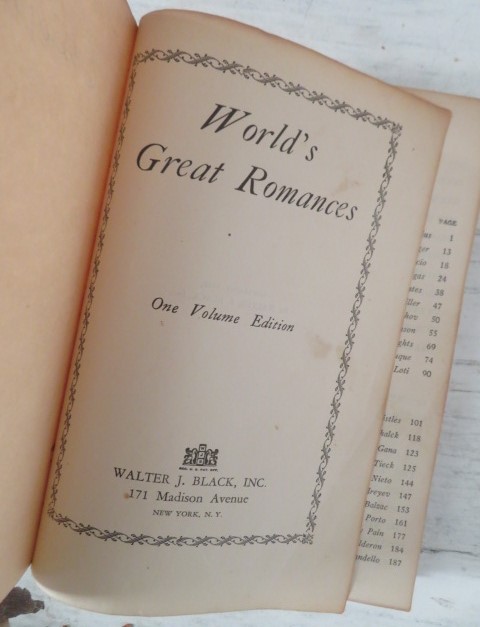 World's
Great Romances
One Volume Edition
WALTER J. BLACK, INC.
171 Madison Avenue
NEW YORK, N.Y.
PAGE
1
13
24
38
47
50
55
69
74
Loti 90
101
118
Gana 123
Tieck 125
Nieto 144
147
Balzac 153
Porto 161
Pain 177
184
187